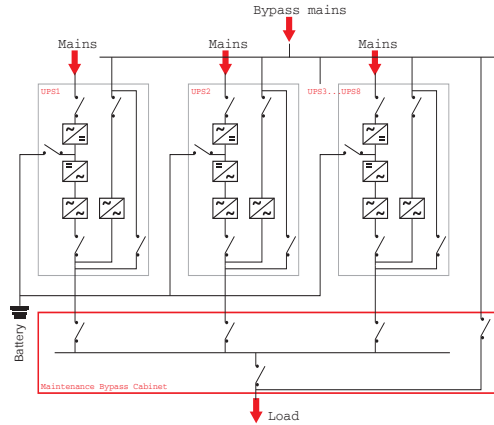 Bypass mains
Mains
Mains
Mains
UPS1
UPS2
UPS3...UPS8
Battery
Maintenance Bypass Cabinet
Load